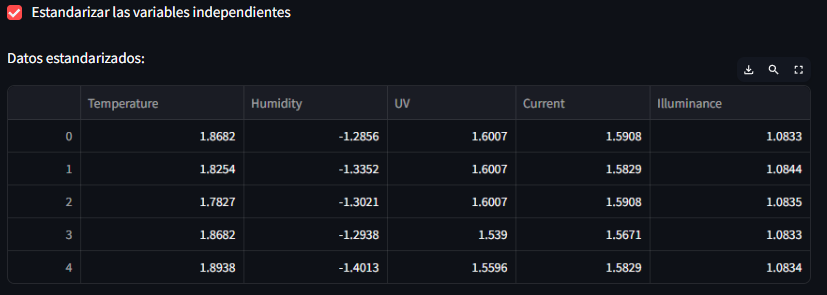 Estandarizar las variables independientes
Datos estandarizados:
Temperature Humidity UV Current Illuminance
0 1.8682 -1.2856 1.6007 1.5908 1.0833
1 1.8254 -1.3352 1.6007 1.5829 1.0844
2 1.7827 -1.3021 1.6007 1.5908 1.0835
3 1.8682 -1.2938 1.539 1.5671 1.0833
4 1.8938 -1.4013 1.5596 1.5829 1.0834